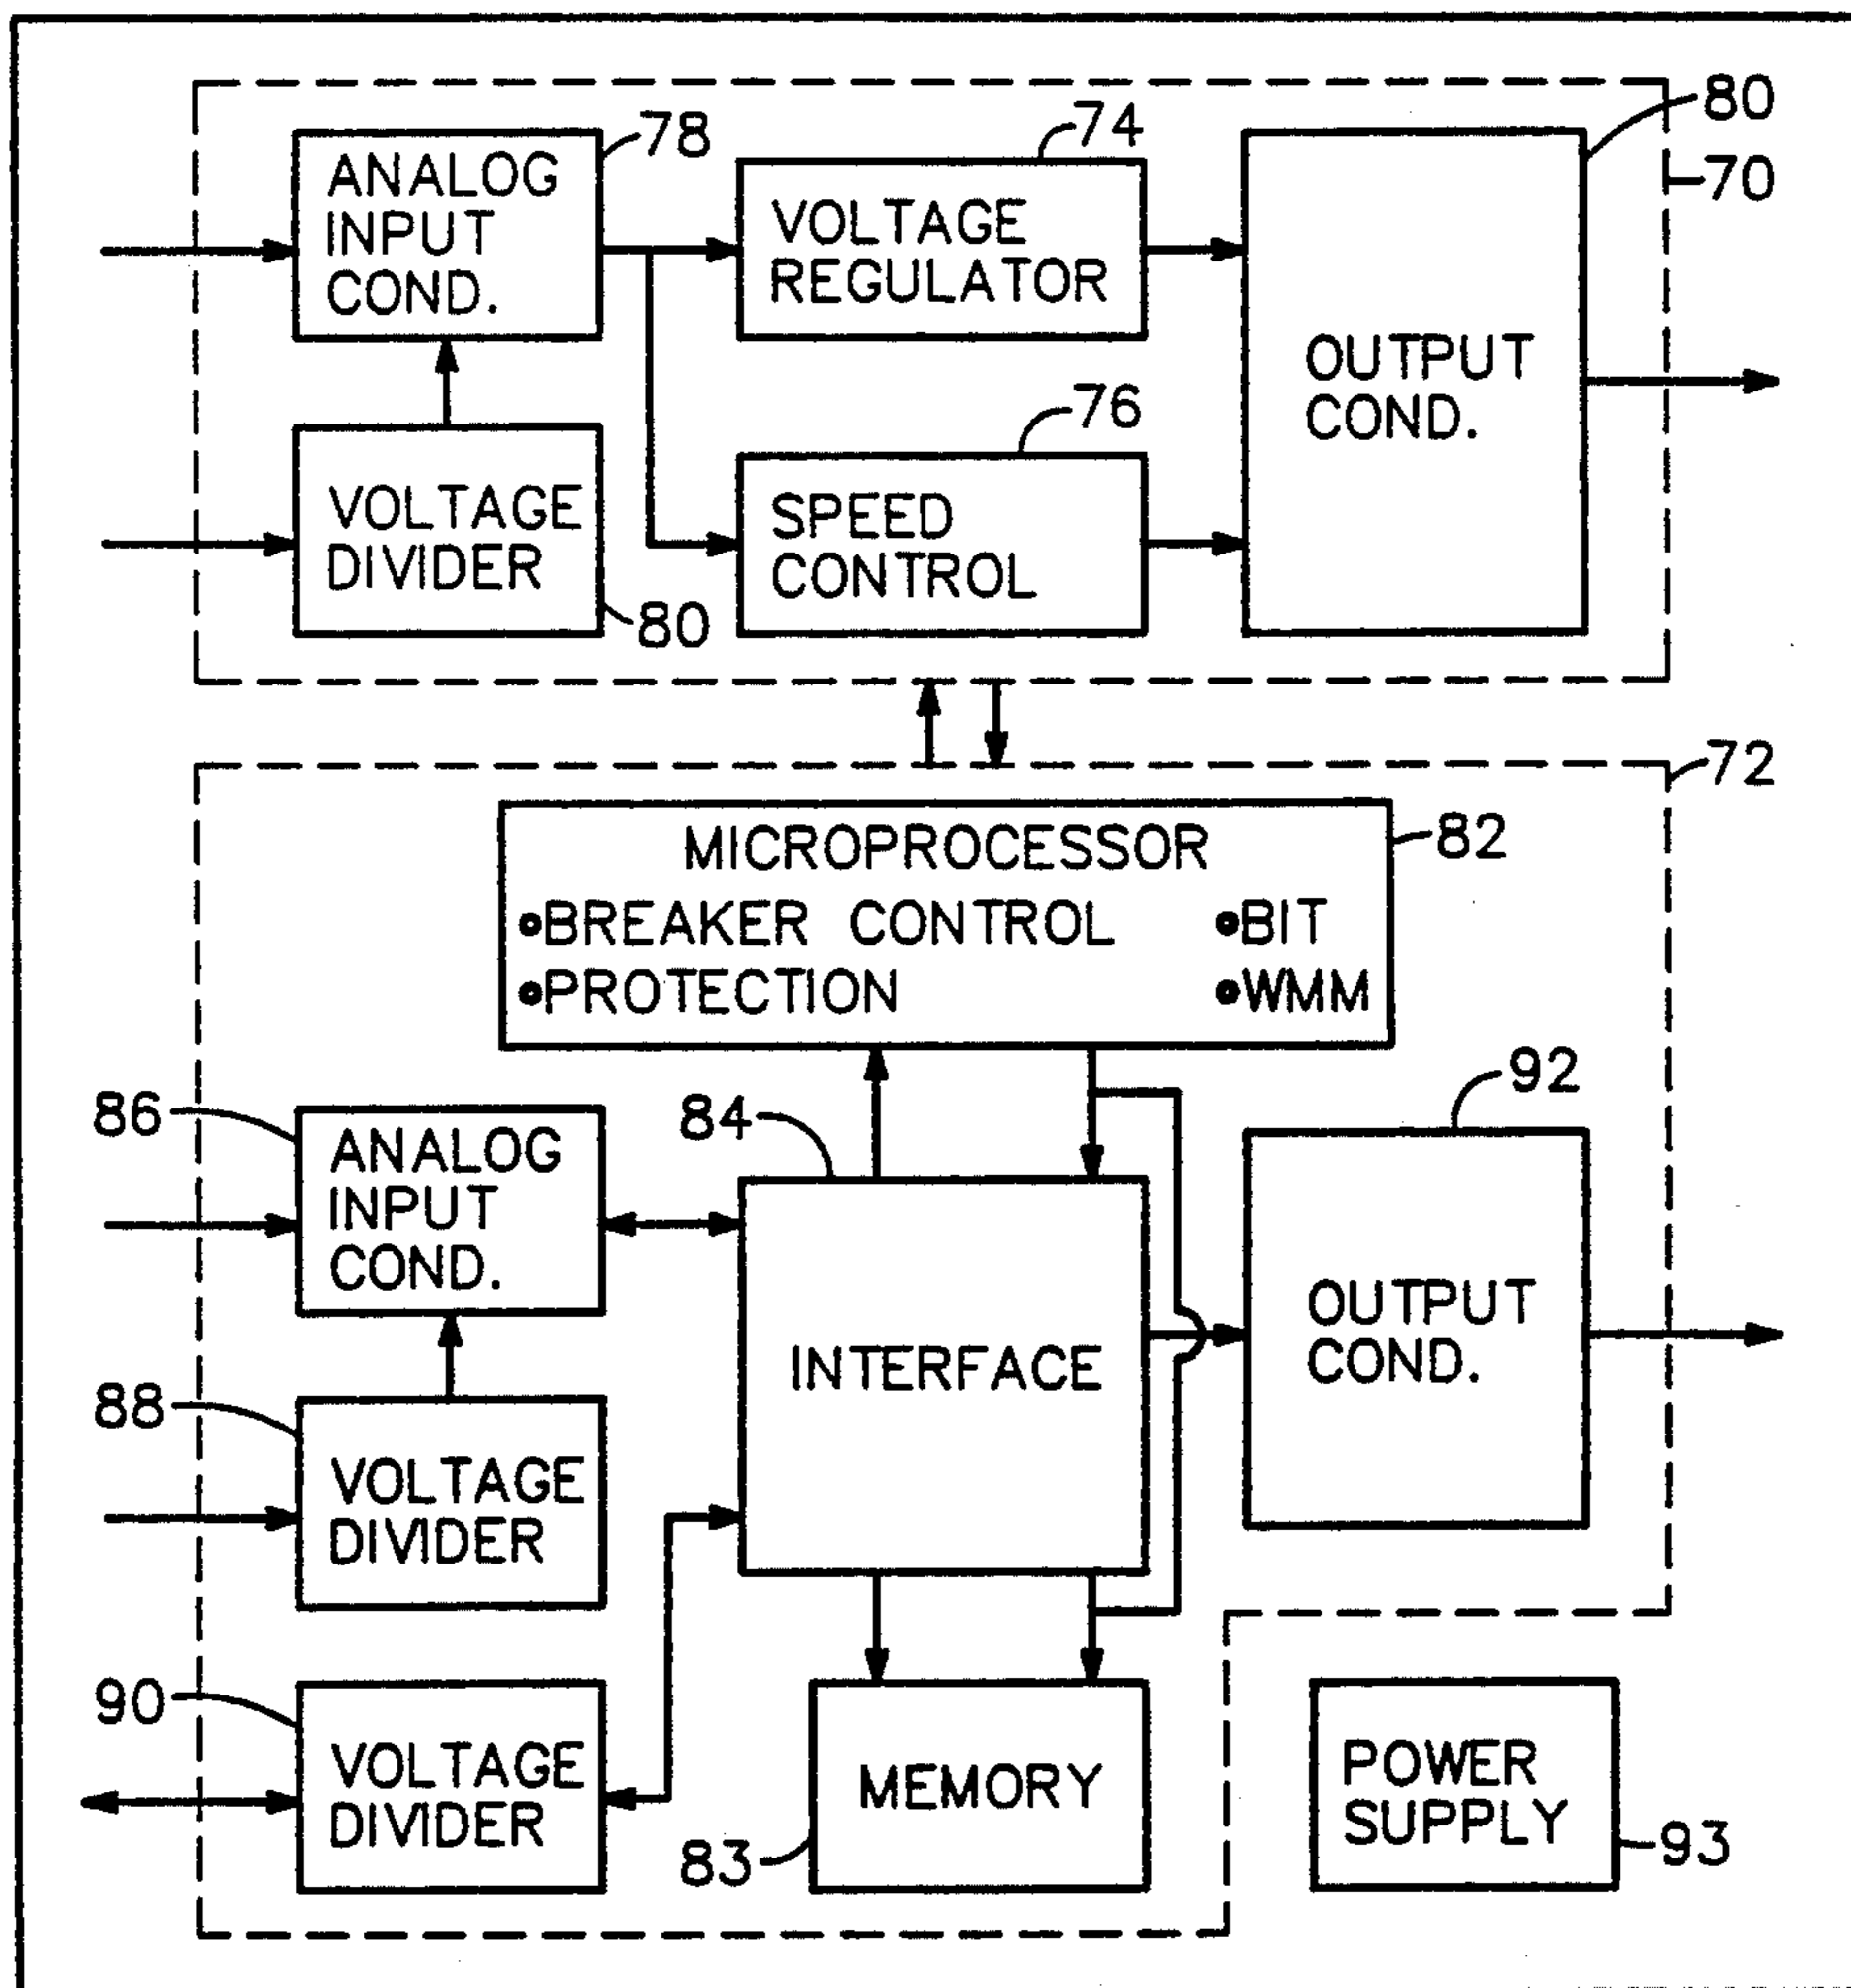 80
70
78
ANALOG
INPUT
COND.
74
VOLTAGE
REGULATOR
OUTPUT
COND.
76
VOLTAGE
DIVIDER
80
SPEED
CONTROL
72
MICROPROCESSOR
82
•BREAKER CONTROL •BIT
•PROTECTION •WMM
86
ANALOG
INPUT
COND.
84
92
INTERFACE
OUTPUT
COND.
88
VOLTAGE
DIVIDER
90
VOLTAGE
DIVIDER
MEMORY
83
POWER
SUPPLY
93